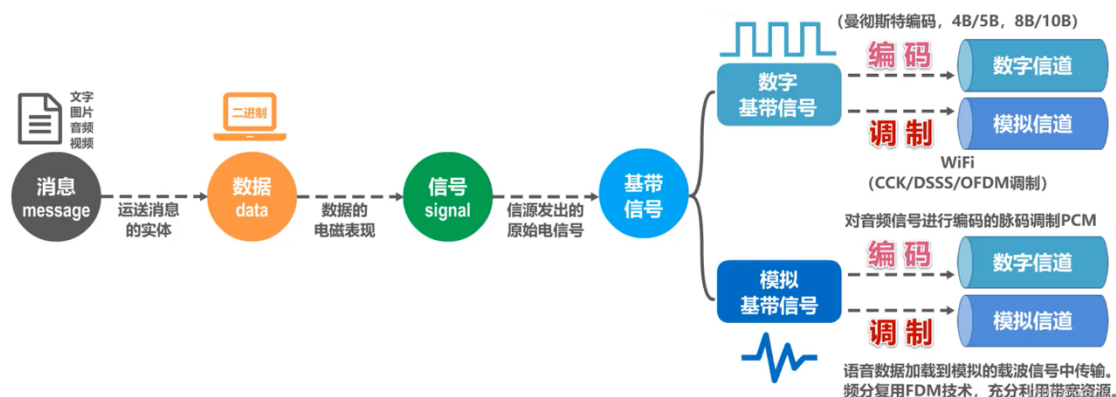 文字
图片
音频
视频
消息
message
运送消息
的实体
二进制
数据
data
数据的
电磁表现
信号
signal
信源发出的
原始电信号
基带
信号
数字
基带信号
(曼彻斯特编码，4B/5B，8B/10B)
编码
数字信道
调制
模拟信道
WiFi
(CCK/DSSS/OFDM调制)
模拟
基带信号
对音频信号进行编码的脉码调制PCM
编码
数字信道
调制
模拟信道
语音数据加载到模拟的载波信号中传输。
频分复用FDM技术，充分利用带宽资源。